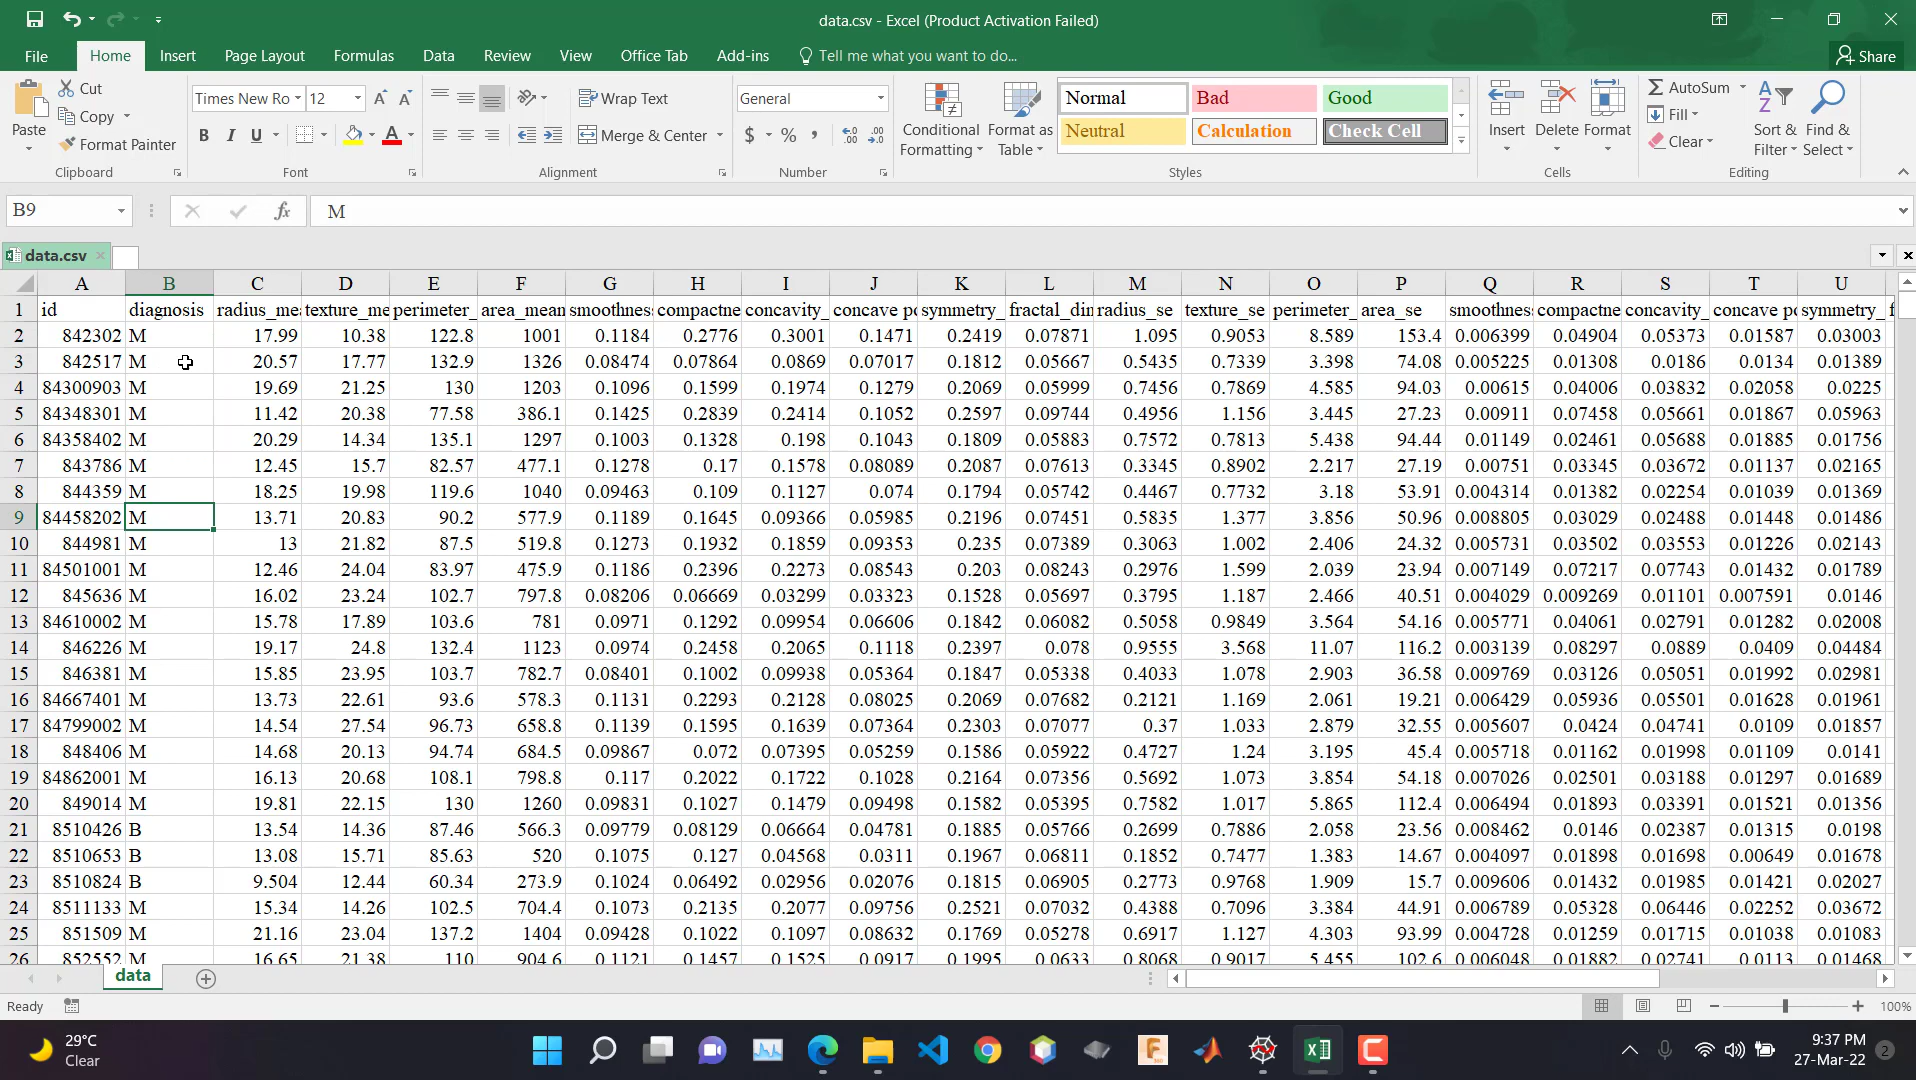 data.csv - Excel (Product Activation Failed)
File Home Insert Page Layout Formulas Data Review View Office Tab Add-ins Tell me what you want to do... Share
Paste Cut Copy Format Painter Clipboard
Times New Ro 12 B I U A Font
Wrap Text Merge & Center Alignment
General $ % , Number
Conditional Formatting Format as Table
Normal Bad Good
Neutral Calculation Check Cell
Styles
Insert Delete Format Cells
AutoSum Fill Clear Sort & Filter Find & Select Editing
B9 fx M
data.csv
A B C D E F G H I J K L M N O P Q R S T U
1 id diagnosis radius_mea texture_me perimeter_ area_mean smoothness compactne concavity_ concave po symmetry_ fractal_din radius_se texture_se perimeter_ area_se smoothness compactne concavity_ concave po symmetry_ f
2 842302 M 17.99 10.38 122.8 1001 0.1184 0.2776 0.3001 0.1471 0.2419 0.07871 1.095 0.9053 8.589 153.4 0.006399 0.04904 0.05373 0.01587 0.03003
3 842517 M 20.57 17.77 132.9 1326 0.08474 0.07864 0.0869 0.07017 0.1812 0.05667 0.5435 0.7339 3.398 74.08 0.005225 0.01308 0.0186 0.0134 0.01389
4 84300903 M 19.69 21.25 130 1203 0.1096 0.1599 0.1974 0.1279 0.2069 0.05999 0.7456 0.7869 4.585 94.03 0.00615 0.04006 0.03832 0.02058 0.0225
5 84348301 M 11.42 20.38 77.58 386.1 0.1425 0.2839 0.2414 0.1052 0.2597 0.09744 0.4956 1.156 3.445 27.23 0.00911 0.07458 0.05661 0.01867 0.05963
6 84358402 M 20.29 14.34 135.1 1297 0.1003 0.1328 0.198 0.1043 0.1809 0.05883 0.7572 0.7813 5.438 94.44 0.01149 0.02461 0.05688 0.01885 0.01756
7 843786 M 12.45 15.7 82.57 477.1 0.1278 0.17 0.1578 0.08089 0.2087 0.07613 0.3345 0.8902 2.217 27.19 0.00751 0.03345 0.03672 0.01137 0.02165
8 844359 M 18.25 19.98 119.6 1040 0.09463 0.109 0.1127 0.074 0.1794 0.05742 0.4467 0.7732 3.18 53.91 0.004314 0.01382 0.02254 0.01039 0.01369
9 84458202 M 13.71 20.83 90.2 577.9 0.1189 0.1645 0.09366 0.05985 0.2196 0.07451 0.5835 1.377 3.856 50.96 0.008805 0.03029 0.02488 0.01448 0.01486
10 844981 M 13 21.82 87.5 519.8 0.1273 0.1932 0.1859 0.09353 0.235 0.07389 0.3063 1.002 2.406 24.32 0.005731 0.03502 0.03553 0.01226 0.02143
11 84501001 M 12.46 24.04 83.97 475.9 0.1186 0.2396 0.2273 0.08543 0.203 0.08243 0.2976 1.599 2.039 23.94 0.007149 0.07217 0.07743 0.01432 0.01789
12 845636 M 16.02 23.24 102.7 797.8 0.08206 0.06669 0.03299 0.03323 0.1528 0.05697 0.3795 1.187 2.466 40.51 0.004029 0.009269 0.01101 0.007591 0.0146
13 84610002 M 15.78 17.89 103.6 781 0.0971 0.1292 0.09954 0.06606 0.1842 0.06082 0.5058 0.9849 3.564 54.16 0.005771 0.04061 0.02791 0.01282 0.02008
14 846226 M 19.17 24.8 132.4 1123 0.0974 0.2458 0.2065 0.1118 0.2397 0.078 0.9555 3.568 11.07 116.2 0.003139 0.08297 0.0889 0.0409 0.04484
15 846381 M 15.85 23.95 103.7 782.7 0.08401 0.1002 0.09938 0.05364 0.1847 0.05338 0.4033 1.078 2.903 36.58 0.009769 0.03126 0.05051 0.01992 0.02981
16 84667401 M 13.73 22.61 93.6 578.3 0.1131 0.2293 0.2128 0.08025 0.2069 0.07682 0.2121 1.169 2.061 19.21 0.006429 0.05936 0.05501 0.01628 0.01961
17 84799002 M 14.54 27.54 96.73 658.8 0.1139 0.1595 0.1639 0.07364 0.2303 0.07077 0.37 1.033 2.879 32.55 0.005607 0.0424 0.04741 0.0109 0.01857
18 848406 M 14.68 20.13 94.74 684.5 0.09867 0.072 0.07395 0.05259 0.1586 0.05922 0.4727 1.24 3.195 45.4 0.005718 0.01162 0.01998 0.01109 0.0141
19 84862001 M 16.13 20.68 108.1 798.8 0.117 0.2022 0.1722 0.1028 0.2164 0.07356 0.5692 1.073 3.854 54.18 0.007026 0.02501 0.03188 0.01297 0.01689
20 849014 M 19.81 22.15 130 1260 0.09831 0.1027 0.1479 0.09498 0.1582 0.05395 0.7582 1.017 5.865 112.4 0.006494 0.01893 0.03391 0.01521 0.01356
21 8510426 B 13.54 14.36 87.46 566.3 0.09779 0.08129 0.06664 0.04781 0.1885 0.05766 0.2699 0.7886 2.058 23.56 0.008462 0.0146 0.02387 0.01315 0.0198
22 8510653 B 13.08 15.71 85.63 520 0.1075 0.127 0.04568 0.0311 0.1967 0.06811 0.1852 0.7477 1.383 14.67 0.004097 0.01898 0.01698 0.00649 0.01678
23 8510824 B 9.504 12.44 60.34 273.9 0.1024 0.06492 0.02956 0.02076 0.1815 0.06905 0.2773 0.9768 1.909 15.7 0.009606 0.01432 0.01985 0.01421 0.02027
24 8511133 M 15.34 14.26 102.5 704.4 0.1073 0.2135 0.2077 0.09756 0.2521 0.07032 0.4388 0.7096 3.384 44.91 0.006789 0.05328 0.06446 0.02252 0.03672
25 851509 M 21.16 23.04 137.2 1404 0.09428 0.1022 0.1097 0.08632 0.1769 0.05278 0.6917 1.127 4.303 93.99 0.004728 0.01259 0.01715 0.01038 0.01083
26 852552 M 16.65 21.38 110 904.6 0.1121 0.1457 0.1525 0.0917 0.1995 0.0633 0.8068 0.9017 5.455 102.6 0.006048 0.01882 0.02741 0.0113 0.01468
data
Ready 100%
29°C
Clear
9:37 PM
27-Mar-22 2